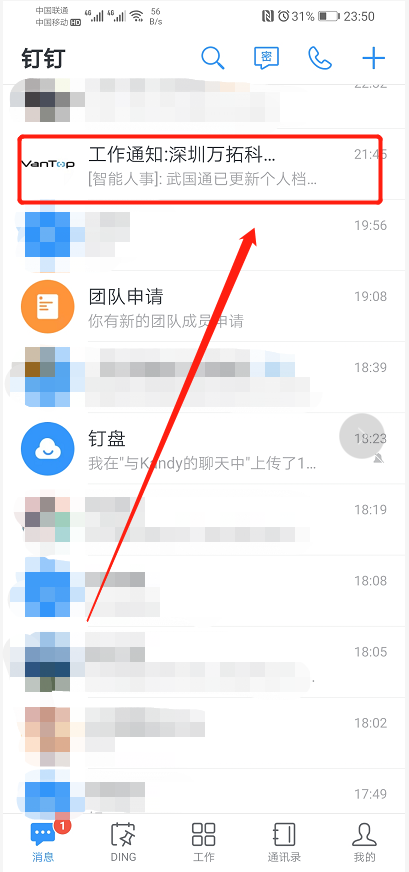 中国联通
中国移动 HD
4G 4G 56 B/s
31% 23:50
钉钉
密
22:52
VanTop
工作通知:深圳万拓科...
21:45
[智能人事]: 武国通已更新个人档...
19:56
团队申请
19:08
你有新的团队成员申请
18:39
钉盘
18:23
我在"与Kandy的聊天中"上传了1...
18:19
18:08
18:05
18:02
17:49
1
消息
DING
工作
通讯录
我的